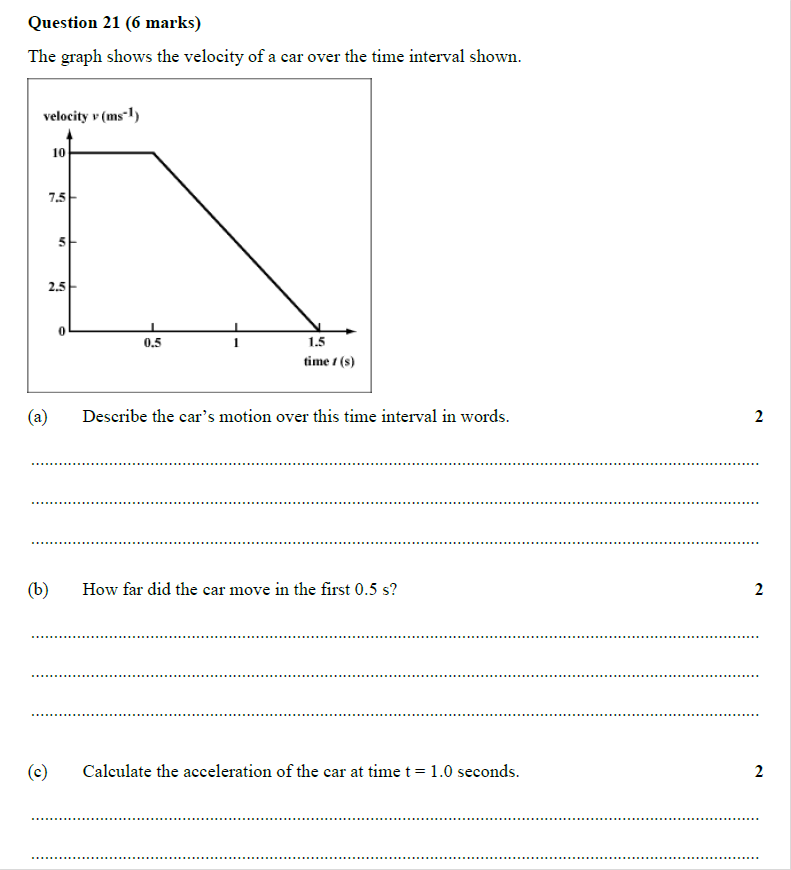 Question 21 (6 marks)
The graph shows the velocity of a car over the time interval shown.
velocity v (ms⁻¹)
10
7.5
5
2.5
0
0.5 1 1.5
time t (s)
(a) Describe the car’s motion over this time interval in words. 2
(b) How far did the car move in the first 0.5 s? 2
(c) Calculate the acceleration of the car at time t = 1.0 seconds. 2